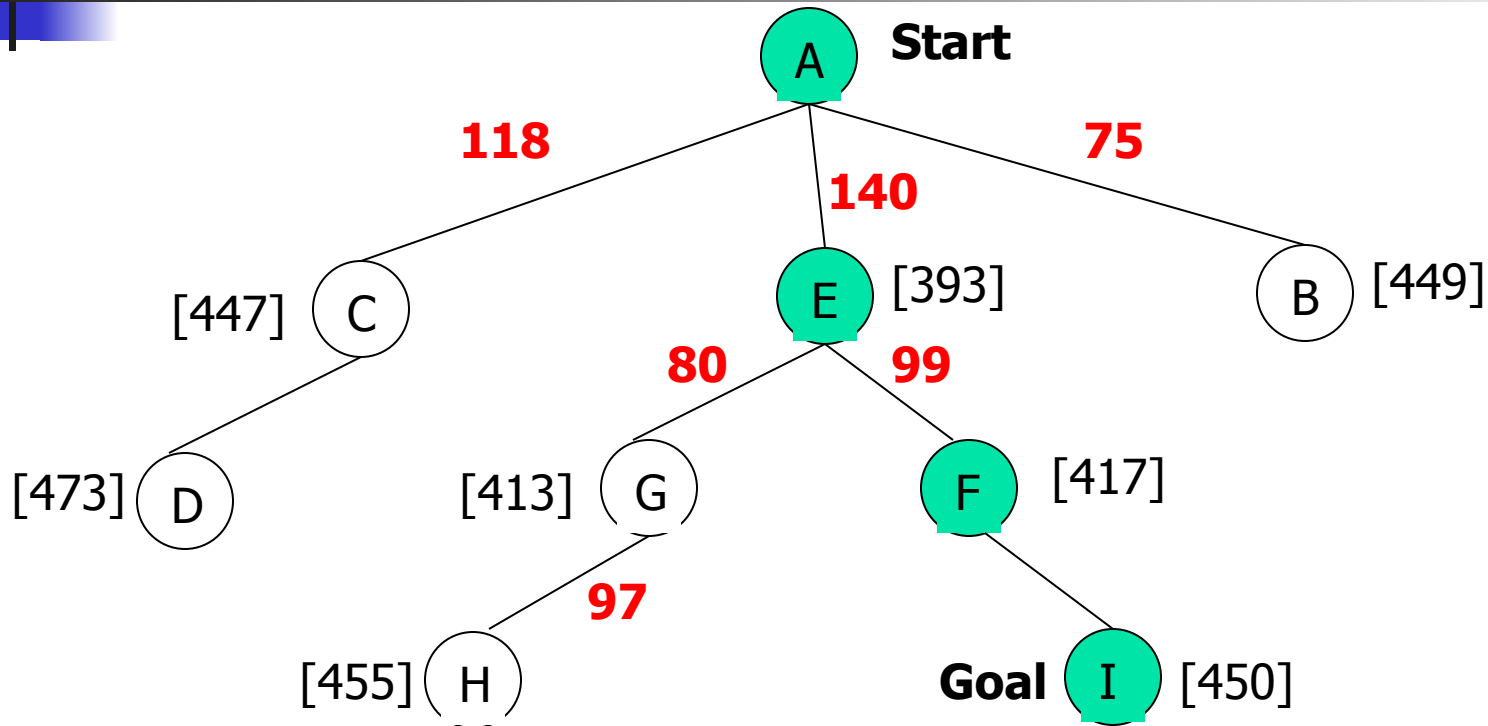 A Start
118
75
140
[447] C
E [393]
B [449]
80
99
[473] D
[413] G
F [417]
97
[455] H
Goal I [450]